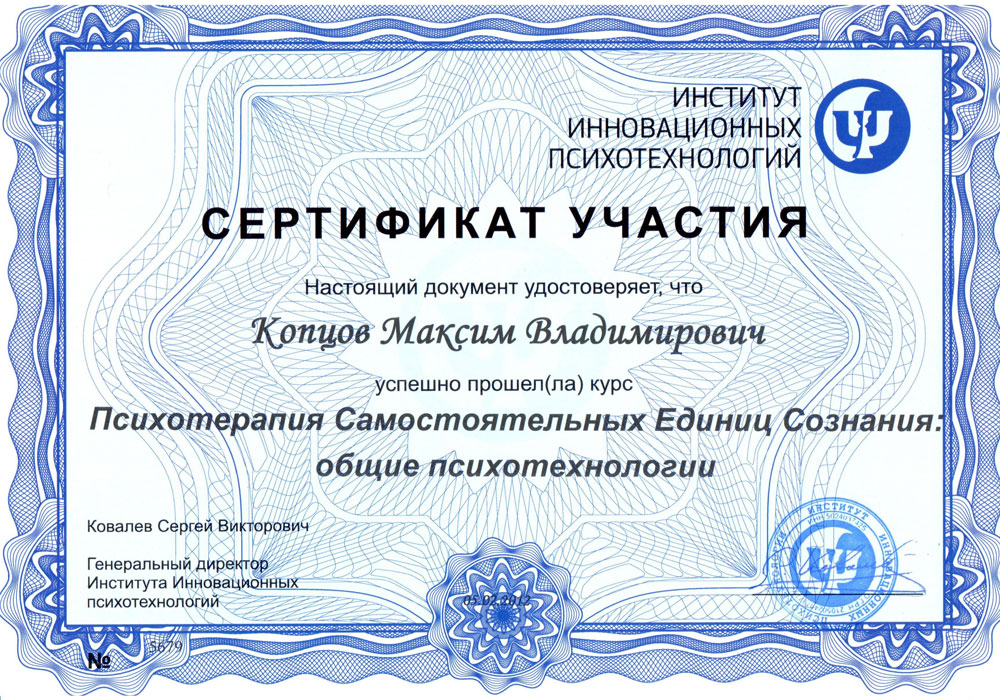 ИНСТИТУТ
ИННОВАЦИОННЫХ
ПСИХОТЕХНОЛОГИЙ
СЕРТИФИКАТ УЧАСТИЯ
Настоящий документ удостоверяет, что
Копцов Максим Владимирович
успешно прошел(ла) курс
Психотерапия Самостоятельных Единиц Сознания:
общие психотехнологии
Ковалев Сергей Викторович
Генеральный директор
Института Инновационных
психотехнологий
05.02.2012
ИНСТИТУТ ИННОВАЦИОННЫХ
№ 5679